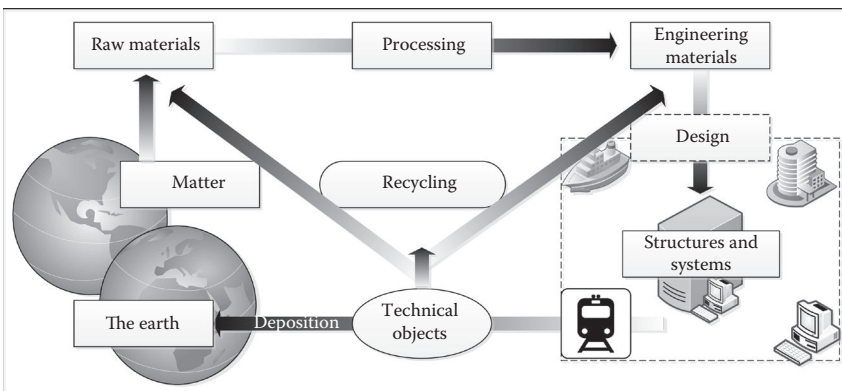 Raw materials
Processing
Engineering
materials
Design
Matter
Recycling
Structures and
systems
The earth
Deposition
Technical
objects